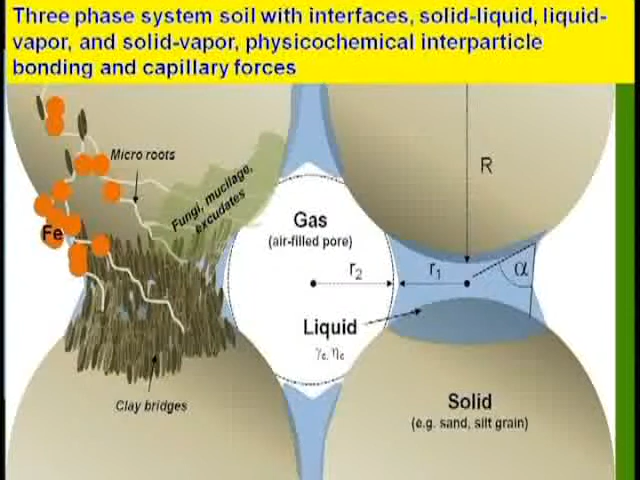 Three phase system soil with interfaces, solid-liquid, liquid-
vapor, and solid-vapor, physicochemical interparticle
bonding and capillary forces
Micro roots
Fungi, mucilage,
excudates
Fe
Gas
(air-filled pore)
R
r2
r1
α
Liquid
γc, ηc
Clay bridges
Solid
(e.g. sand, silt grain)